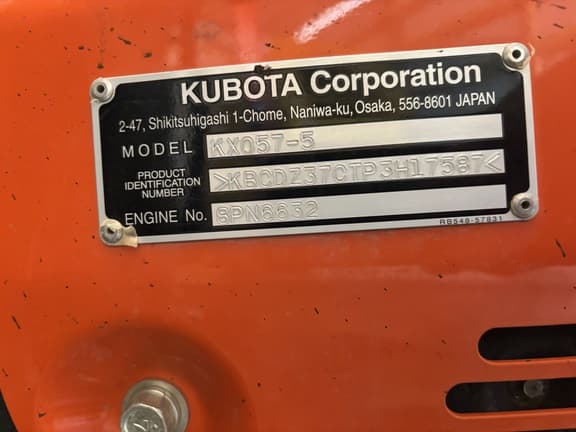 KUBOTA Corporation
2-47, Shikitsuhigashi 1-Chome, Naniwa-ku, Osaka, 556-8601 JAPAN
MODEL KX057-5
PRODUCT IDENTIFICATION NUMBER >KBCDZ37CTP3H17587<
ENGINE No. 8PN6632
RB548-57831